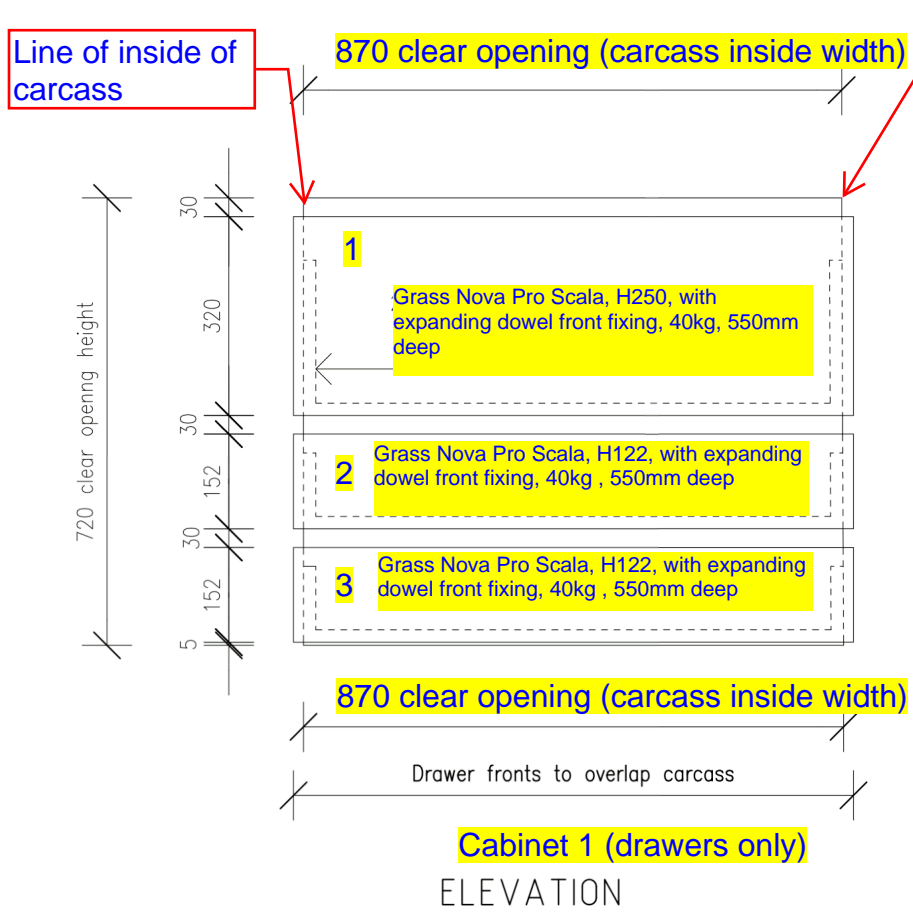 Line of inside of
carcass
870 clear opening (carcass inside width)
30
320
30
152
30
152
5
720 clear openng height
1
Grass Nova Pro Scala, H250, with
expanding dowel front fixing, 40kg, 550mm
deep
2
Grass Nova Pro Scala, H122, with expanding
dowel front fixing, 40kg , 550mm deep
3
Grass Nova Pro Scala, H122, with expanding
dowel front fixing, 40kg , 550mm deep
870 clear opening (carcass inside width)
Drawer fronts to overlap carcass
Cabinet 1 (drawers only)
ELEVATION